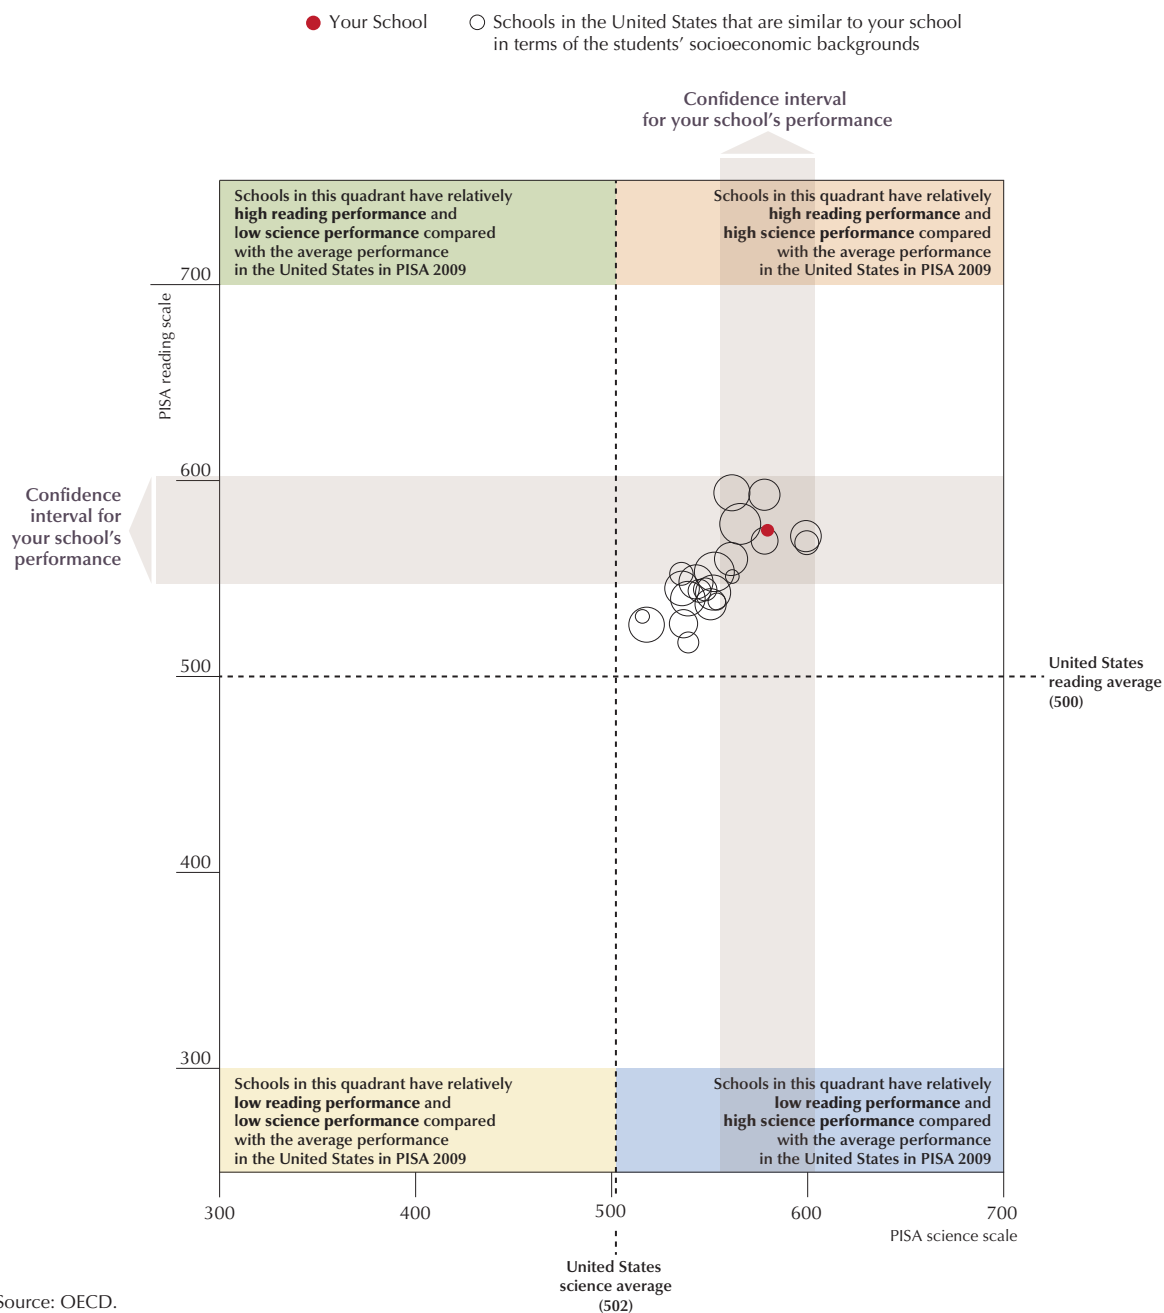 Your School
Schools in the United States that are similar to your school
in terms of the students’ socioeconomic backgrounds
Confidence interval
for your school’s performance
Schools in this quadrant have relatively
high reading performance and
low science performance compared
with the average performance
in the United States in PISA 2009
Schools in this quadrant have relatively
high reading performance and
high science performance compared
with the average performance
in the United States in PISA 2009
700
PISA reading scale
600
Confidence
interval for
your school’s
performance
500
United States
reading average
(500)
400
300
Schools in this quadrant have relatively
low reading performance and
low science performance compared
with the average performance
in the United States in PISA 2009
Schools in this quadrant have relatively
low reading performance and
high science performance compared
with the average performance
in the United States in PISA 2009
300 400 500 600 700
PISA science scale
United States
science average
(502)
Source: OECD.